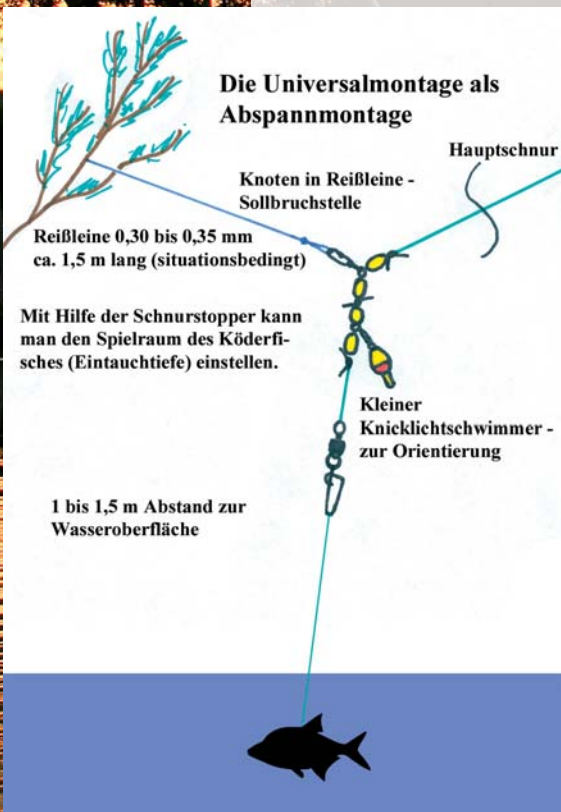 Die Universalmontage als
Abspannmontage
Hauptschnur
Knoten in Reißleine -
Sollbruchstelle
Reißleine 0,30 bis 0,35 mm
ca. 1,5 m lang (situationsbedingt)
Mit Hilfe der Schnurstopper kann
man den Spielraum des Köderfi-
sches (Eintauchtiefe) einstellen.
Kleiner
Knicklichtschwimmer -
zur Orientierung
1 bis 1,5 m Abstand zur
Wasseroberfläche